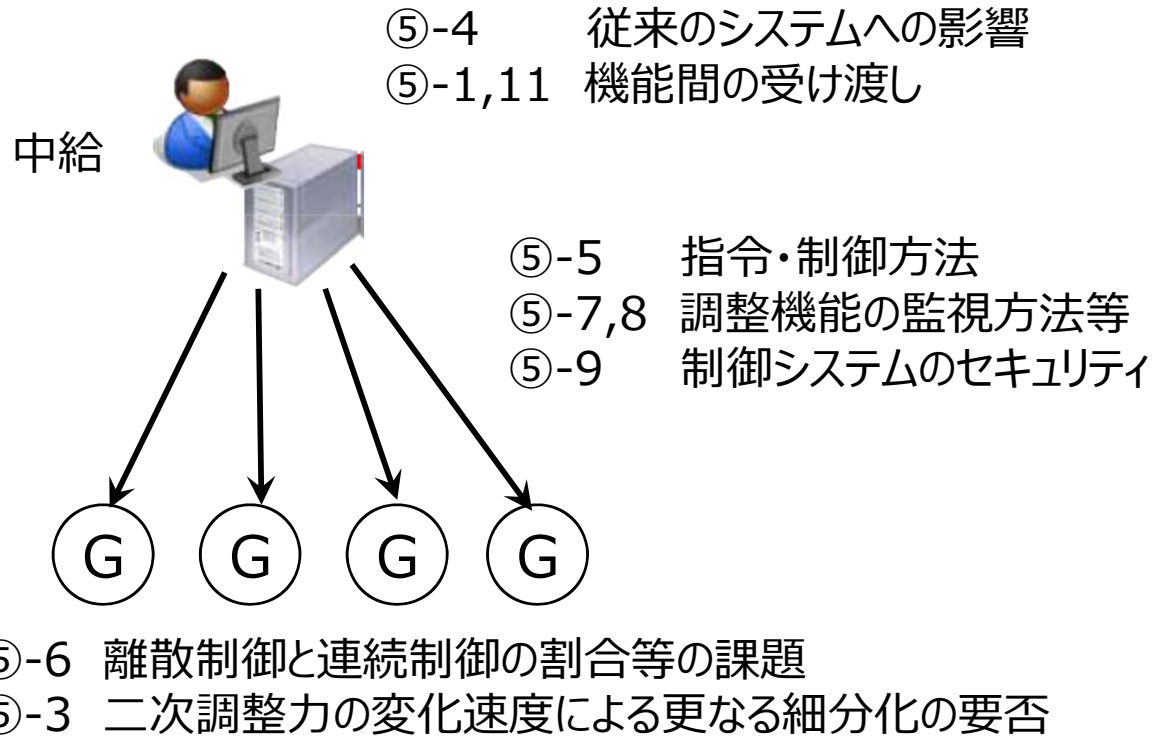 ⑤-4 従来のシステムへの影響
⑤-1,11 機能間の受け渡し
中給
⑤-5 指令・制御方法
⑤-7,8 調整機能の監視方法等
⑤-9 制御システムのセキュリティ
G G G G
⑤-6 離散制御と連続制御の割合等の課題
⑤-3 二次調整力の変化速度による更なる細分化の要否